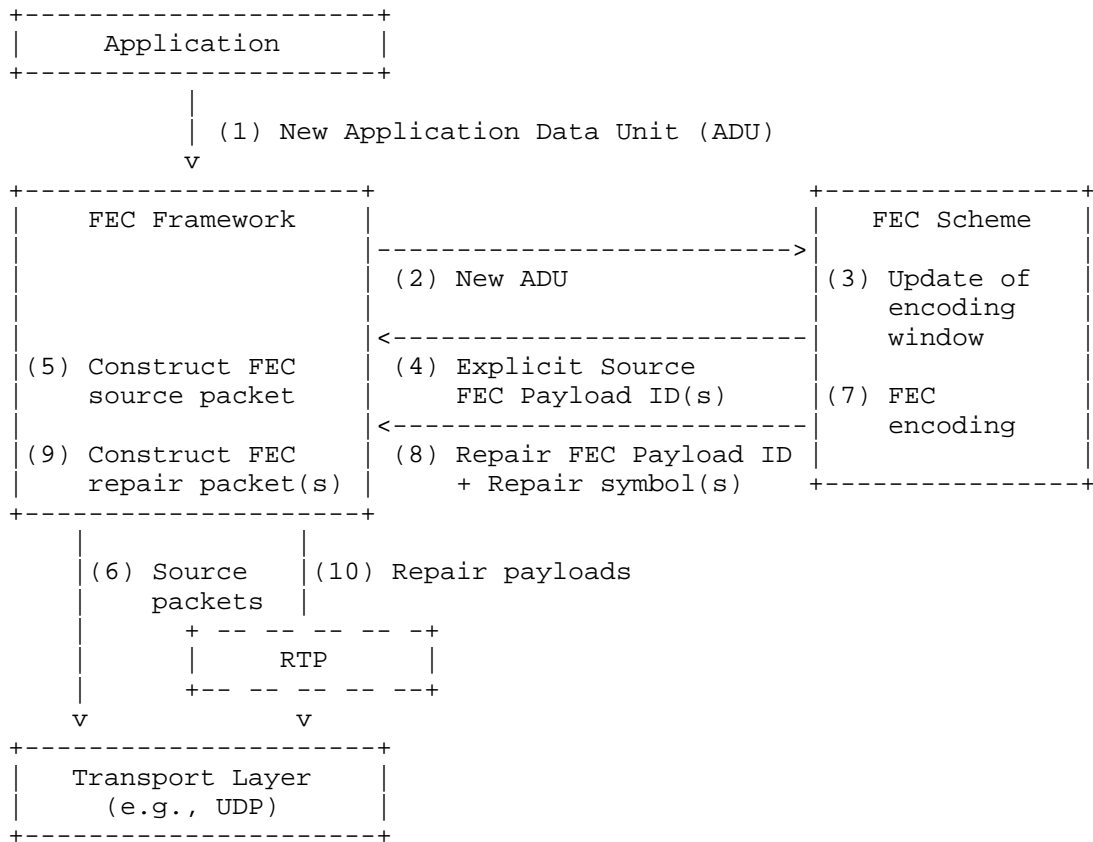 Application
(1) New Application Data Unit (ADU)
v
FEC Framework FEC Scheme
(2) New ADU (3) Update of
encoding
window
(5) Construct FEC (4) Explicit Source
source packet FEC Payload ID(s) (7) FEC
encoding
(9) Construct FEC (8) Repair FEC Payload ID
repair packet(s) + Repair symbol(s)
(6) Source (10) Repair payloads
packets
RTP
v v
Transport Layer
(e.g., UDP)